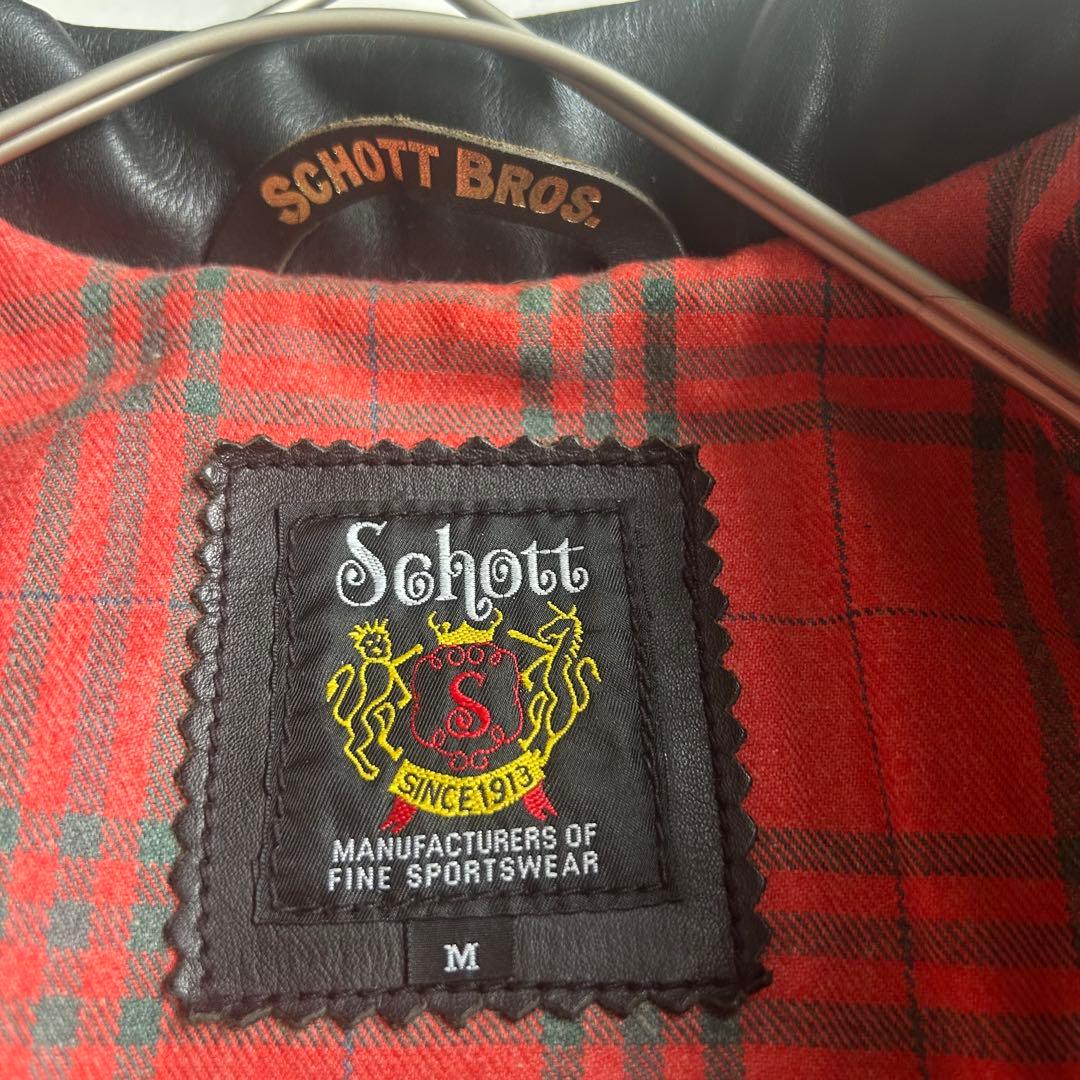 SCHOTT BROS.
Schott
S
SINCE 1913
MANUFACTURERS OF
FINE SPORTSWEAR
M